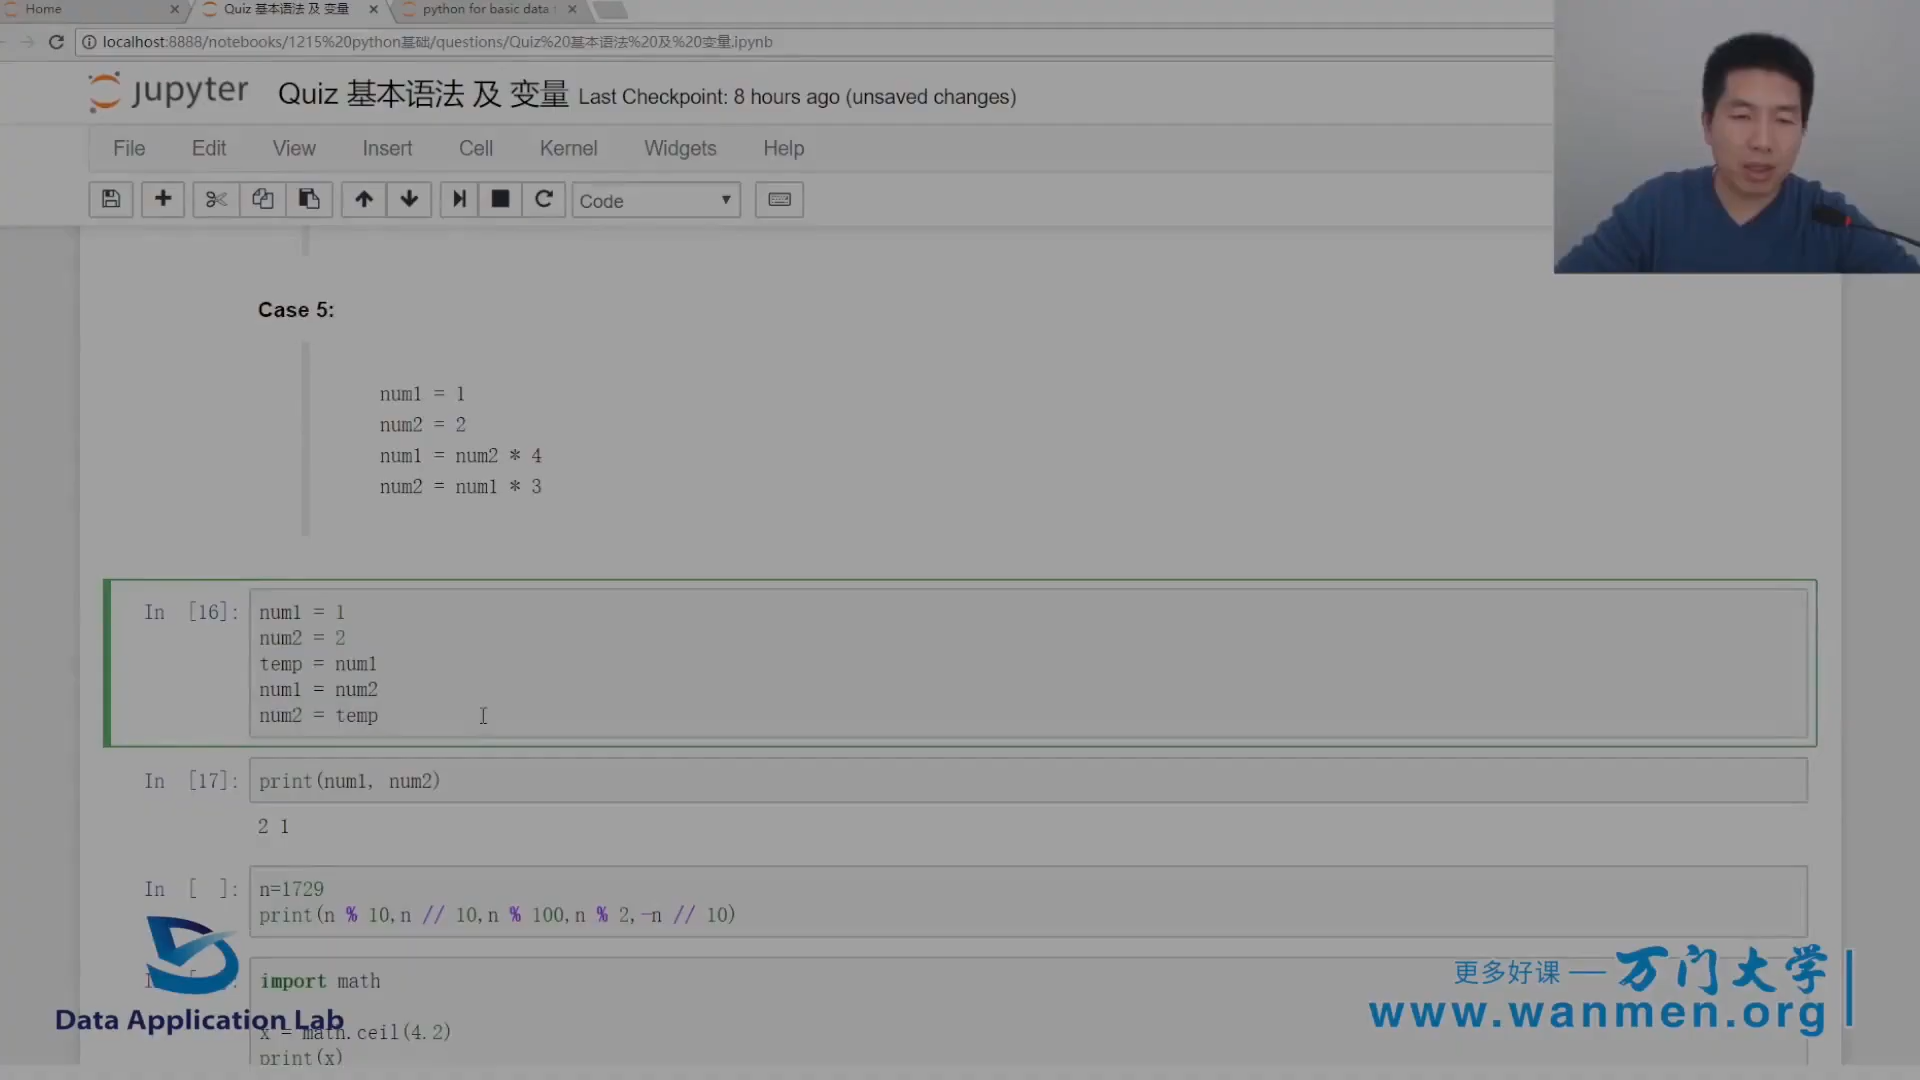 Home
Quiz 基本语法 及 变量
python for basic data
localhost:8888/notebooks/1215%20python基础/questions/Quiz%20基本语法%20及%20变量.ipynb
jupyter Quiz 基本语法 及 变量 Last Checkpoint: 8 hours ago (unsaved changes)
File Edit View Insert Cell Kernel Widgets Help
Code
Case 5:
num1 = 1
num2 = 2
num1 = num2 * 4
num2 = num1 * 3
In [16]:
num1 = 1
num2 = 2
temp = num1
num1 = num2
num2 = temp
In [17]:
print(num1, num2)
2 1
In [ ]:
n=1729
print(n % 10,n // 10,n % 100,n % 2,-n // 10)
import math
x = math.ceil(4.2)
print(x)
Data Application Lab
更多好课 — 万门大学
www.wanmen.org